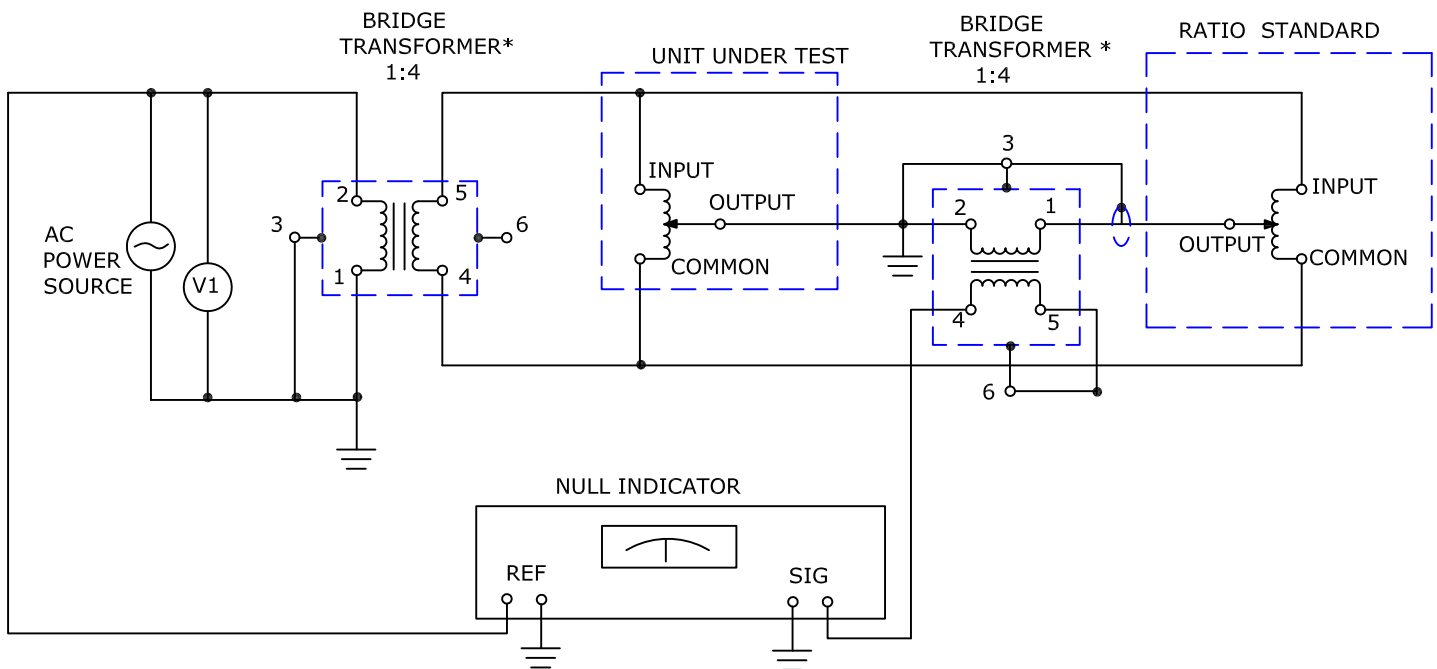 BRIDGE
TRANSFORMER*
1:4
UNIT UNDER TEST
BRIDGE
TRANSFORMER *
1:4
RATIO STANDARD
AC
POWER
SOURCE
V1
3
2
1
5
4
6
INPUT
OUTPUT
COMMON
3
2
1
4
5
6
INPUT
OUTPUT
COMMON
NULL INDICATOR
REF
SIG